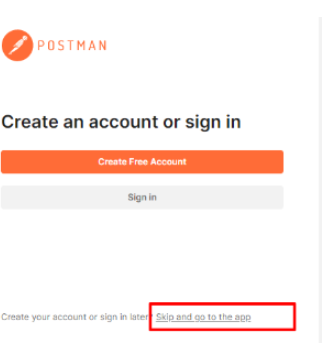 POSTMAN
Create an account or sign in
Create Free Account
Sign in
Create your account or sign in later? Skip and go to the app